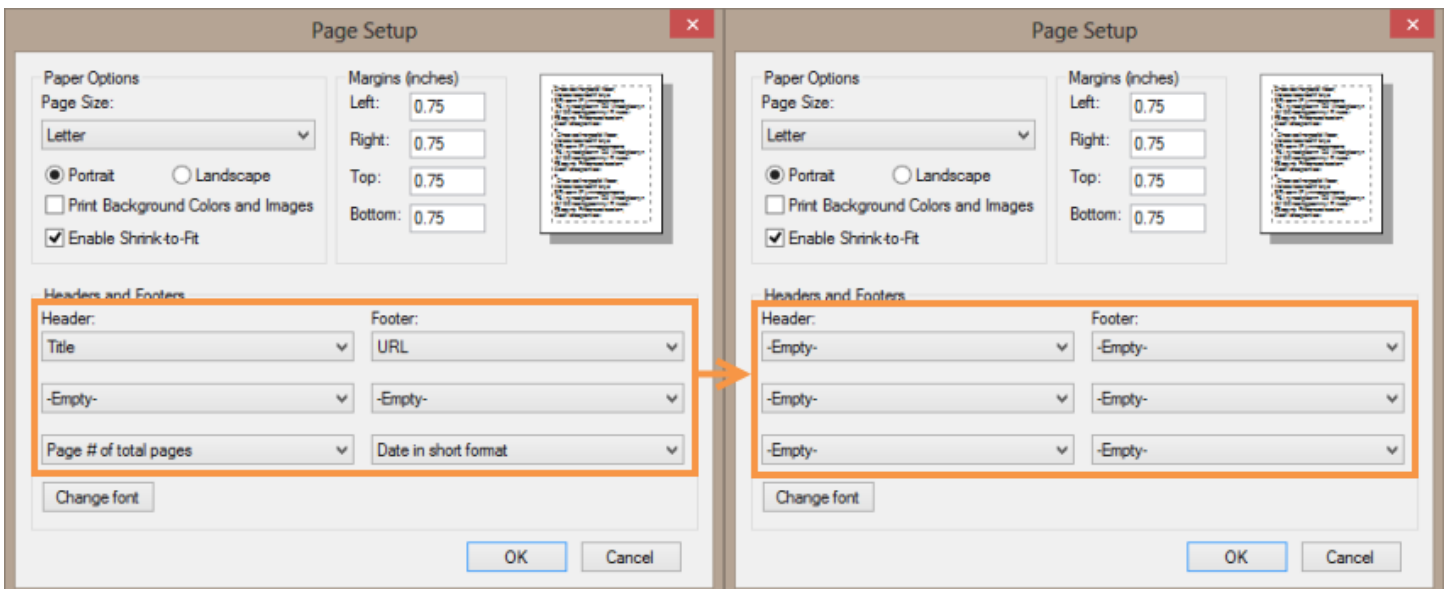 Page Setup
Paper Options
Page Size:
Letter
Portrait
Landscape
Print Background Colors and Images
Enable Shrink-to-Fit
Margins (inches)
Left: 0.75
Right: 0.75
Top: 0.75
Bottom: 0.75
Headers and Footers
Header: Footer:
Title URL
-Empty- -Empty-
Page # of total pages Date in short format
Change font
OK Cancel
Page Setup
Paper Options
Page Size:
Letter
Portrait
Landscape
Print Background Colors and Images
Enable Shrink-to-Fit
Margins (inches)
Left: 0.75
Right: 0.75
Top: 0.75
Bottom: 0.75
Headers and Footers
Header: Footer:
-Empty- -Empty-
-Empty- -Empty-
-Empty- -Empty-
Change font
OK Cancel